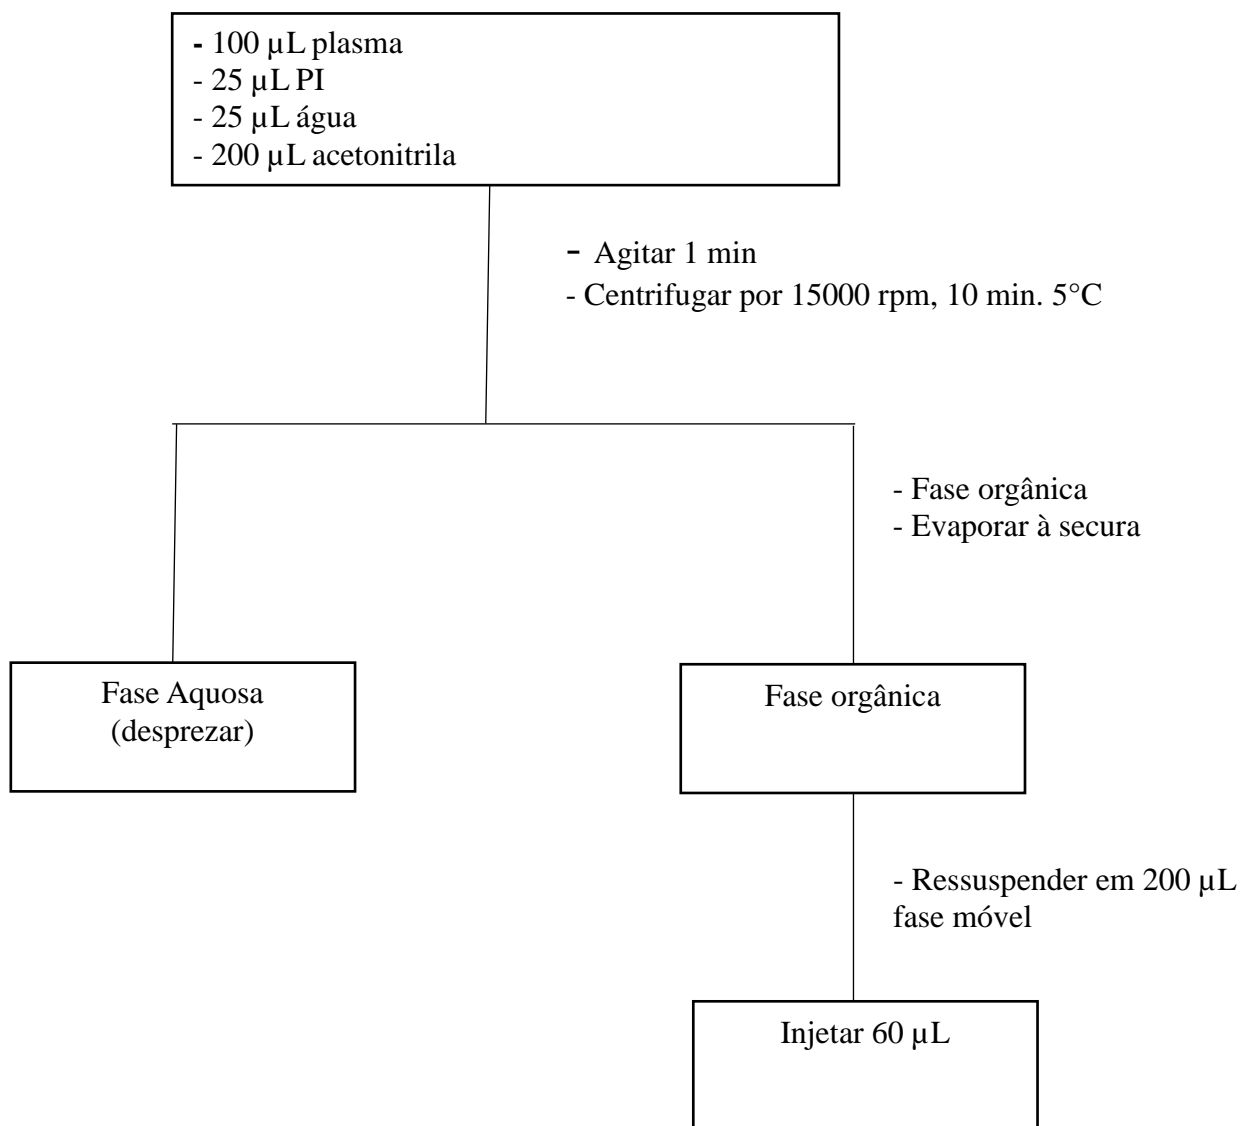 - 100 µL plasma
- 25 µL PI
- 25 µL água
- 200 µL acetonitrila
- Agitar 1 min
- Centrifugar por 15000 rpm, 10 min. 5°C
- Fase orgânica
- Evaporar à secura
Fase Aquosa
(desprezar)
Fase orgânica
- Ressuspender em 200 µL
fase móvel
Injetar 60 µL